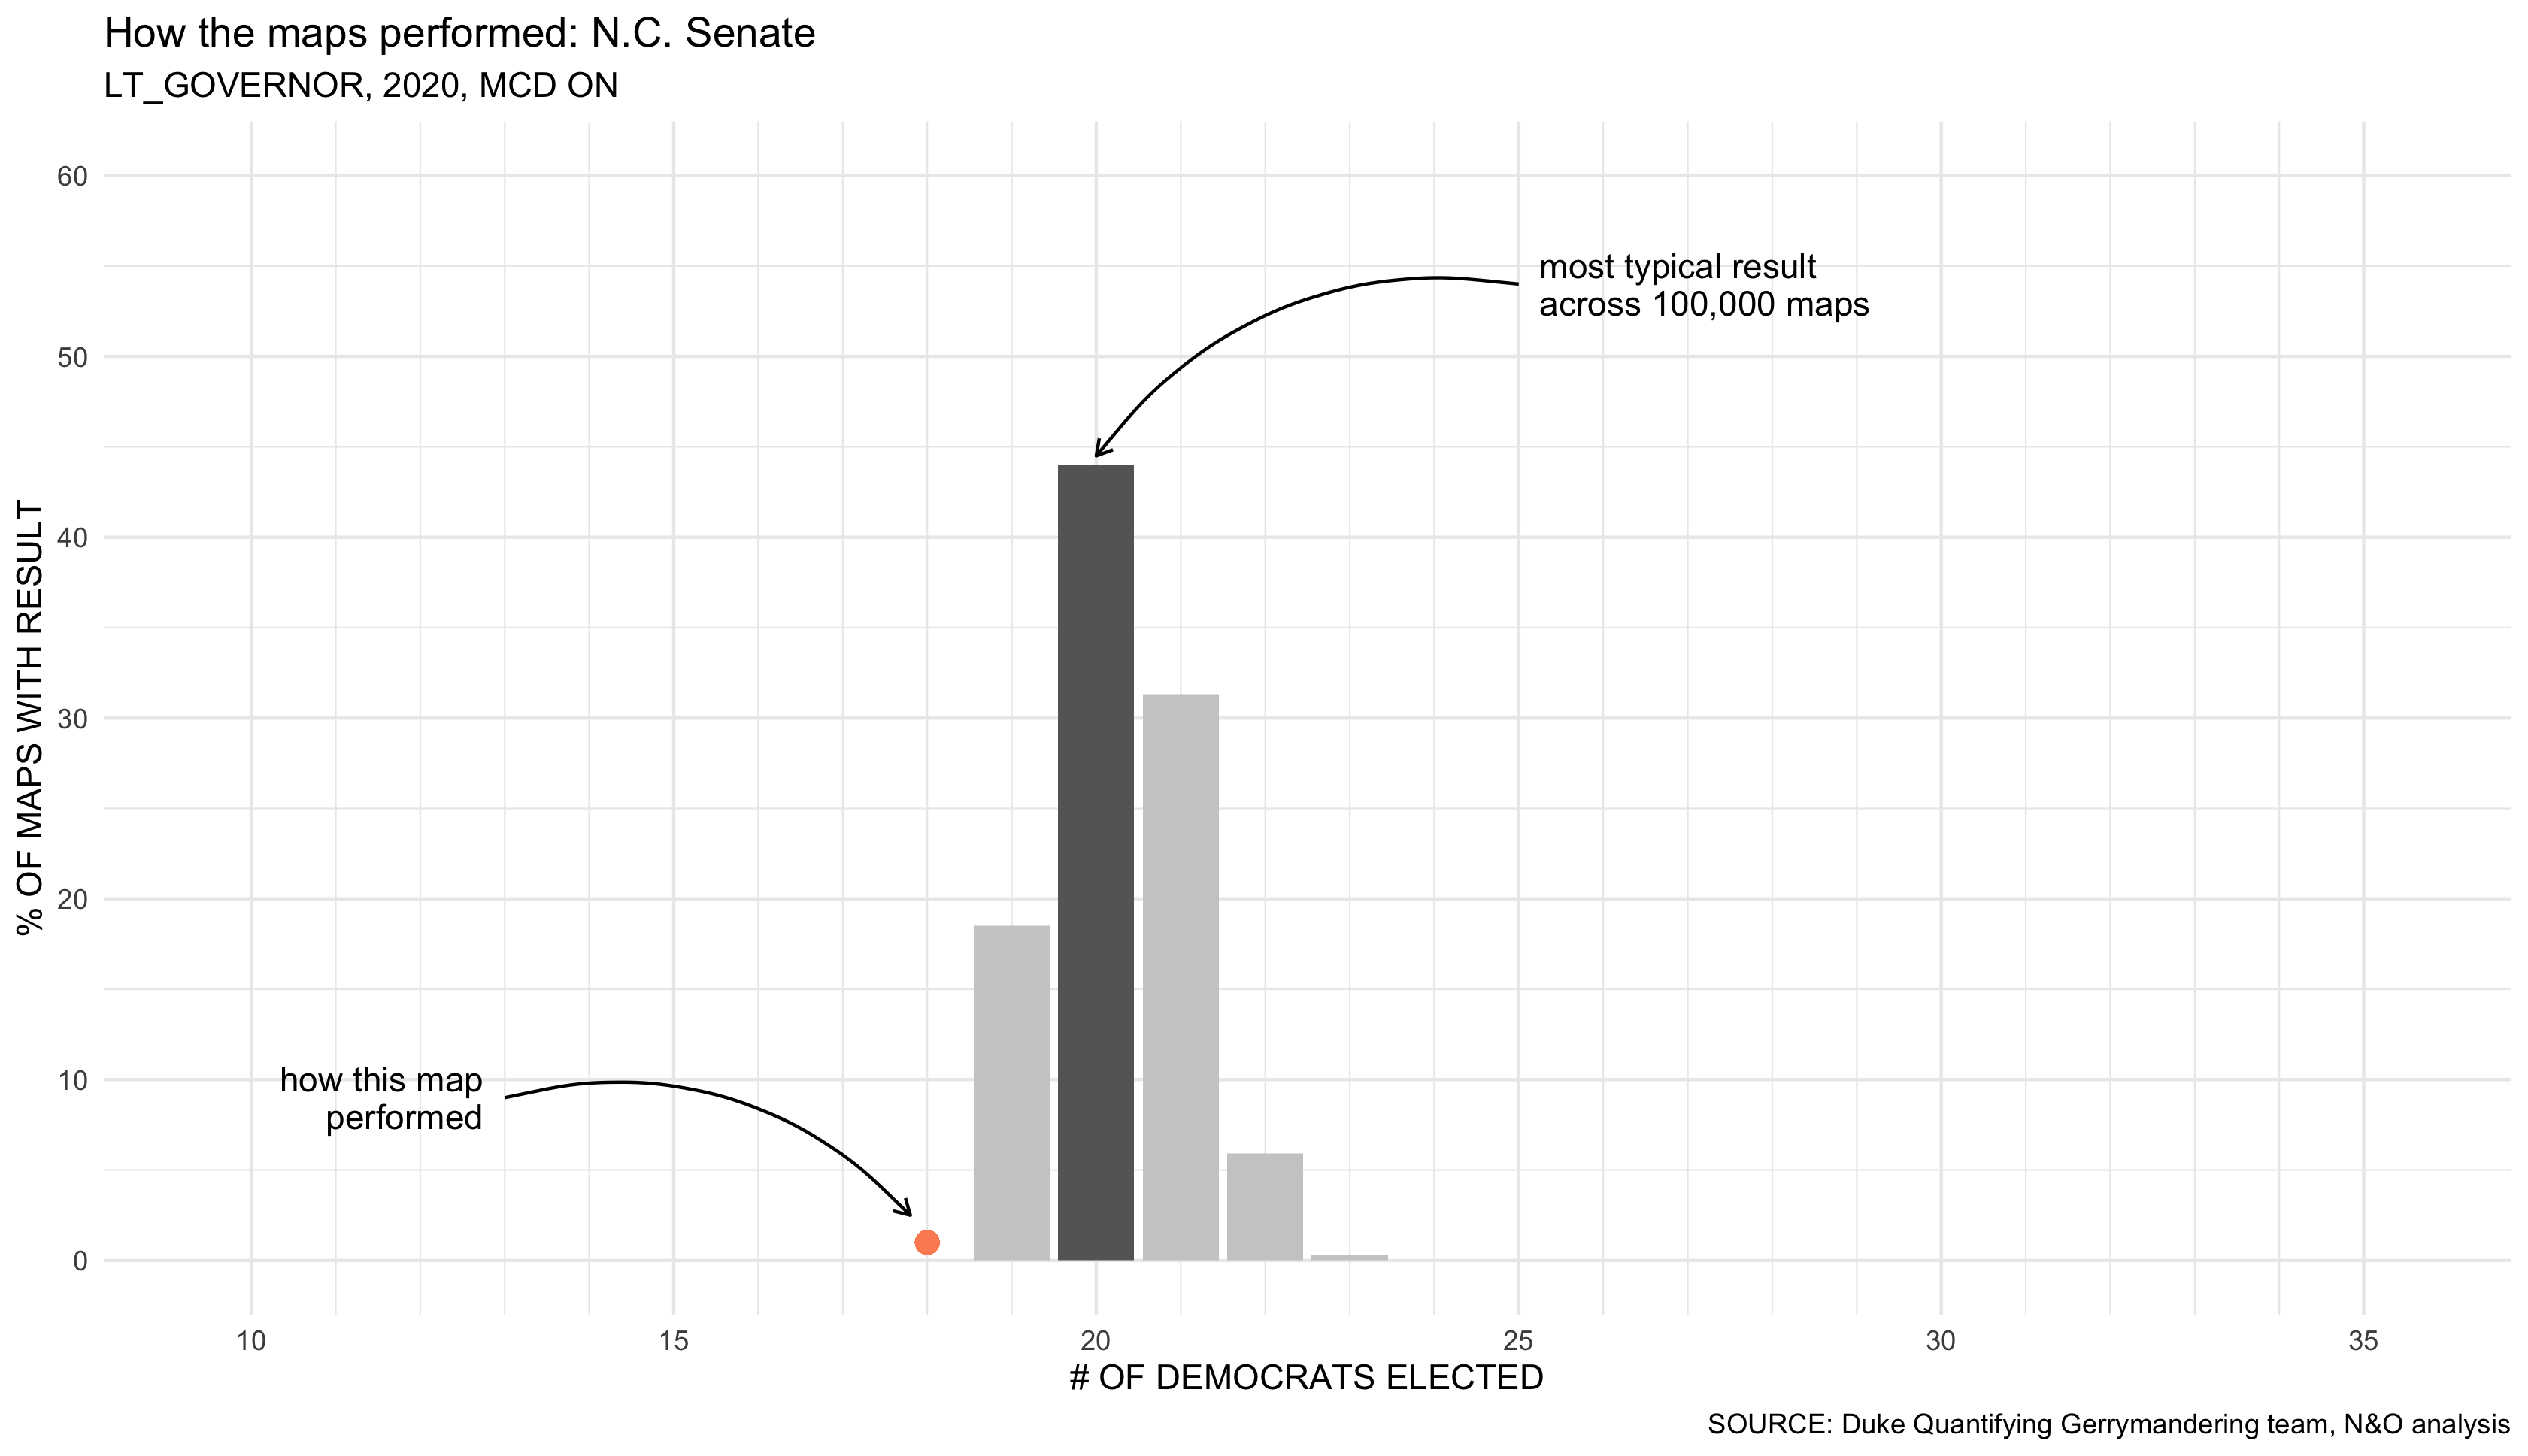 How the maps performed: N.C. Senate
LT_GOVERNOR, 2020, MCD ON
% OF MAPS WITH RESULT
60
50
40
30
20
10
0
most typical result
across 100,000 maps
how this map
performed
10
15
20
25
30
35
# OF DEMOCRATS ELECTED
SOURCE: Duke Quantifying Gerrymandering team, N&O analysis